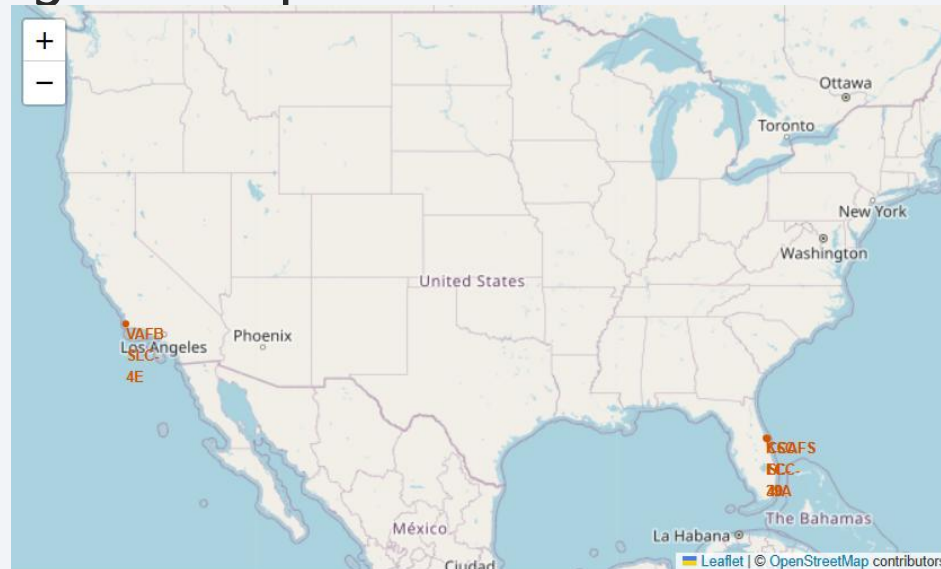 +
−
Ottawa
Toronto
New York
Washington
United States
VAFB
Los Angeles
SLC-
4E
Phoenix
The Bahamas
La Habana
México
Ciudad
Leaflet | © OpenStreetMap contributors